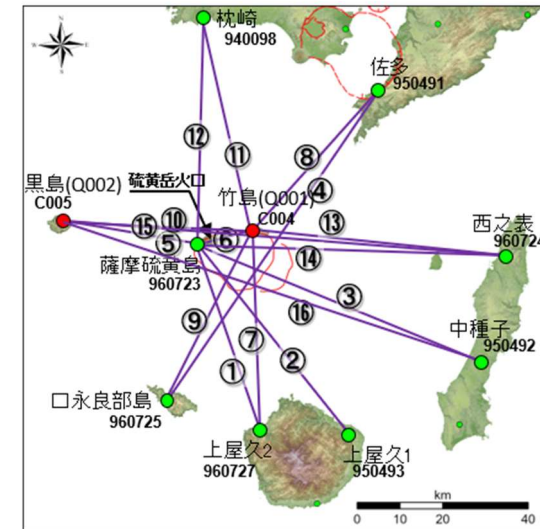 枕崎
940098
佐多
950491
⑫
⑪
⑧
④
黒島(Q002)
C005
硫黄岳火口
竹島(Q001)
C004
⑮
⑩
⑬
⑤
⑥
西之表
960724
薩摩硫黄島
960723
⑭
③
⑯
中種子
950492
⑨
⑦
①
②
口永良部島
960725
上屋久2
960727
上屋久1
950493
km
0
20
40